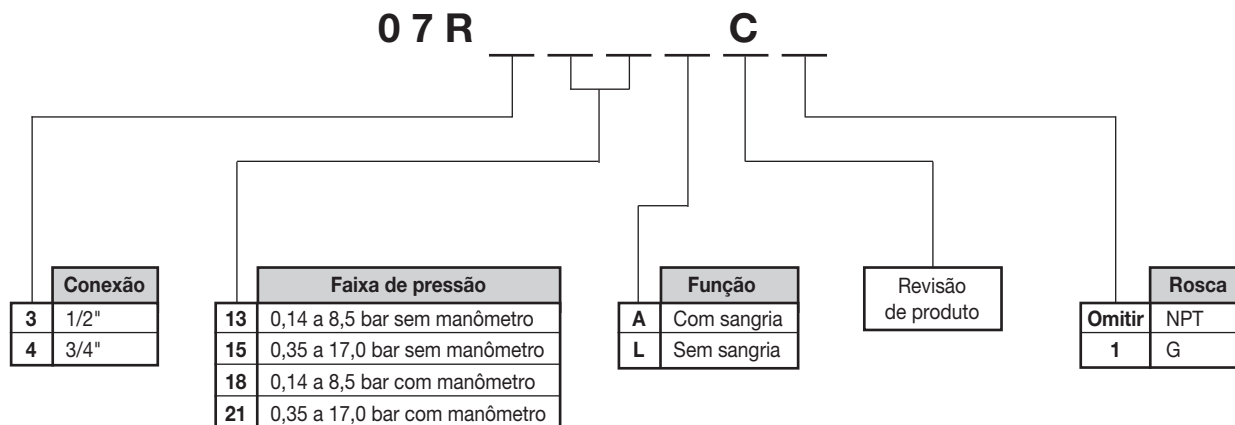 07R C
Conexão
3 1/2"
4 3/4"
Faixa de pressão
13 0,14 a 8,5 bar sem manômetro
15 0,35 a 17,0 bar sem manômetro
18 0,14 a 8,5 bar com manômetro
21 0,35 a 17,0 bar com manômetro
Função
A Com sangria
L Sem sangria
Revisão
de produto
Rosca
Omitir NPT
1 G